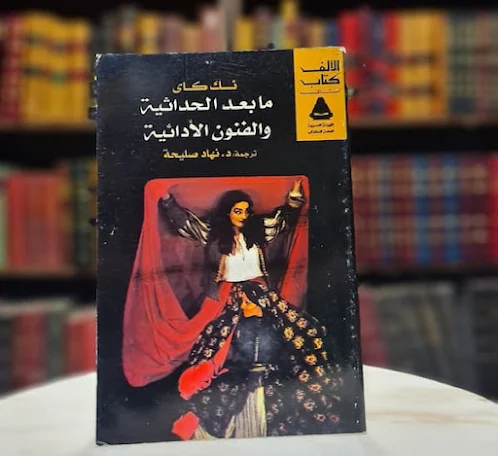 الألف
كتاب
نك كاى
ما بعد الحداثية
والفنون الأدائية
ترجمة: د. نهاد صليحة